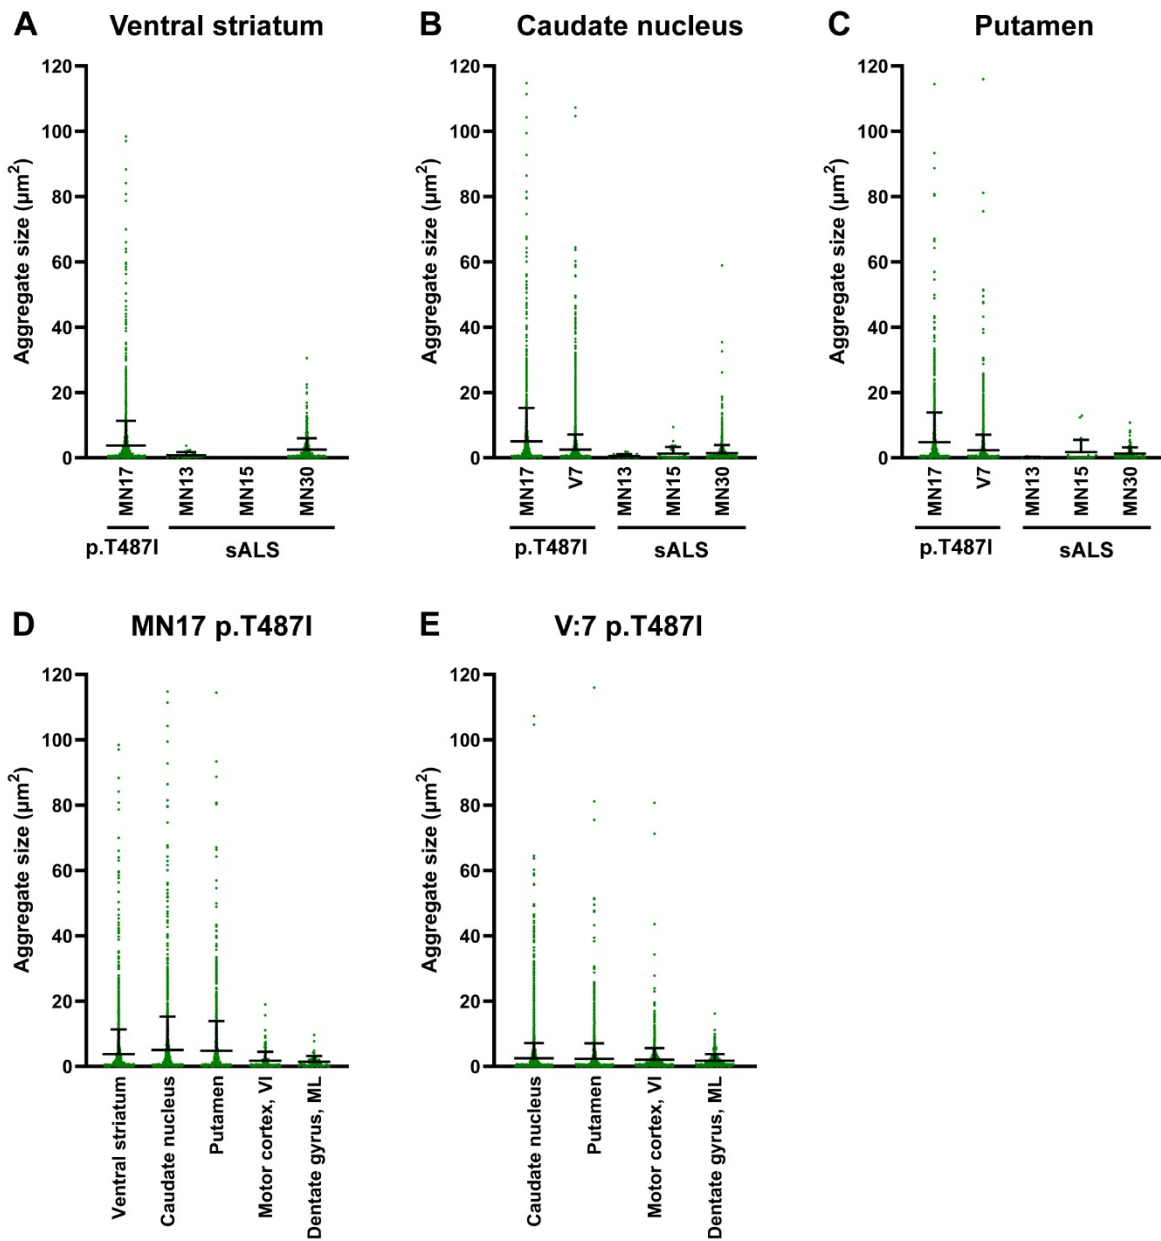 A Ventral striatum
Aggregate size (µm²)
120
100
80
60
40
20
0
MN17
MN13
MN15
MN30
p.T487I
sALS
B Caudate nucleus
Aggregate size (µm²)
120
100
80
60
40
20
0
MN17
V7
MN13
MN15
MN30
p.T487I
sALS
C Putamen
Aggregate size (µm²)
120
100
80
60
40
20
0
MN17
V7
MN13
MN15
MN30
p.T487I
sALS
D MN17 p.T487I
Aggregate size (µm²)
120
100
80
60
40
20
0
Ventral striatum
Caudate nucleus
Putamen
Motor cortex, VI
Dentate gyrus, ML
E V:7 p.T487I
Aggregate size (µm²)
120
100
80
60
40
20
0
Caudate nucleus
Putamen
Motor cortex, VI
Dentate gyrus, ML